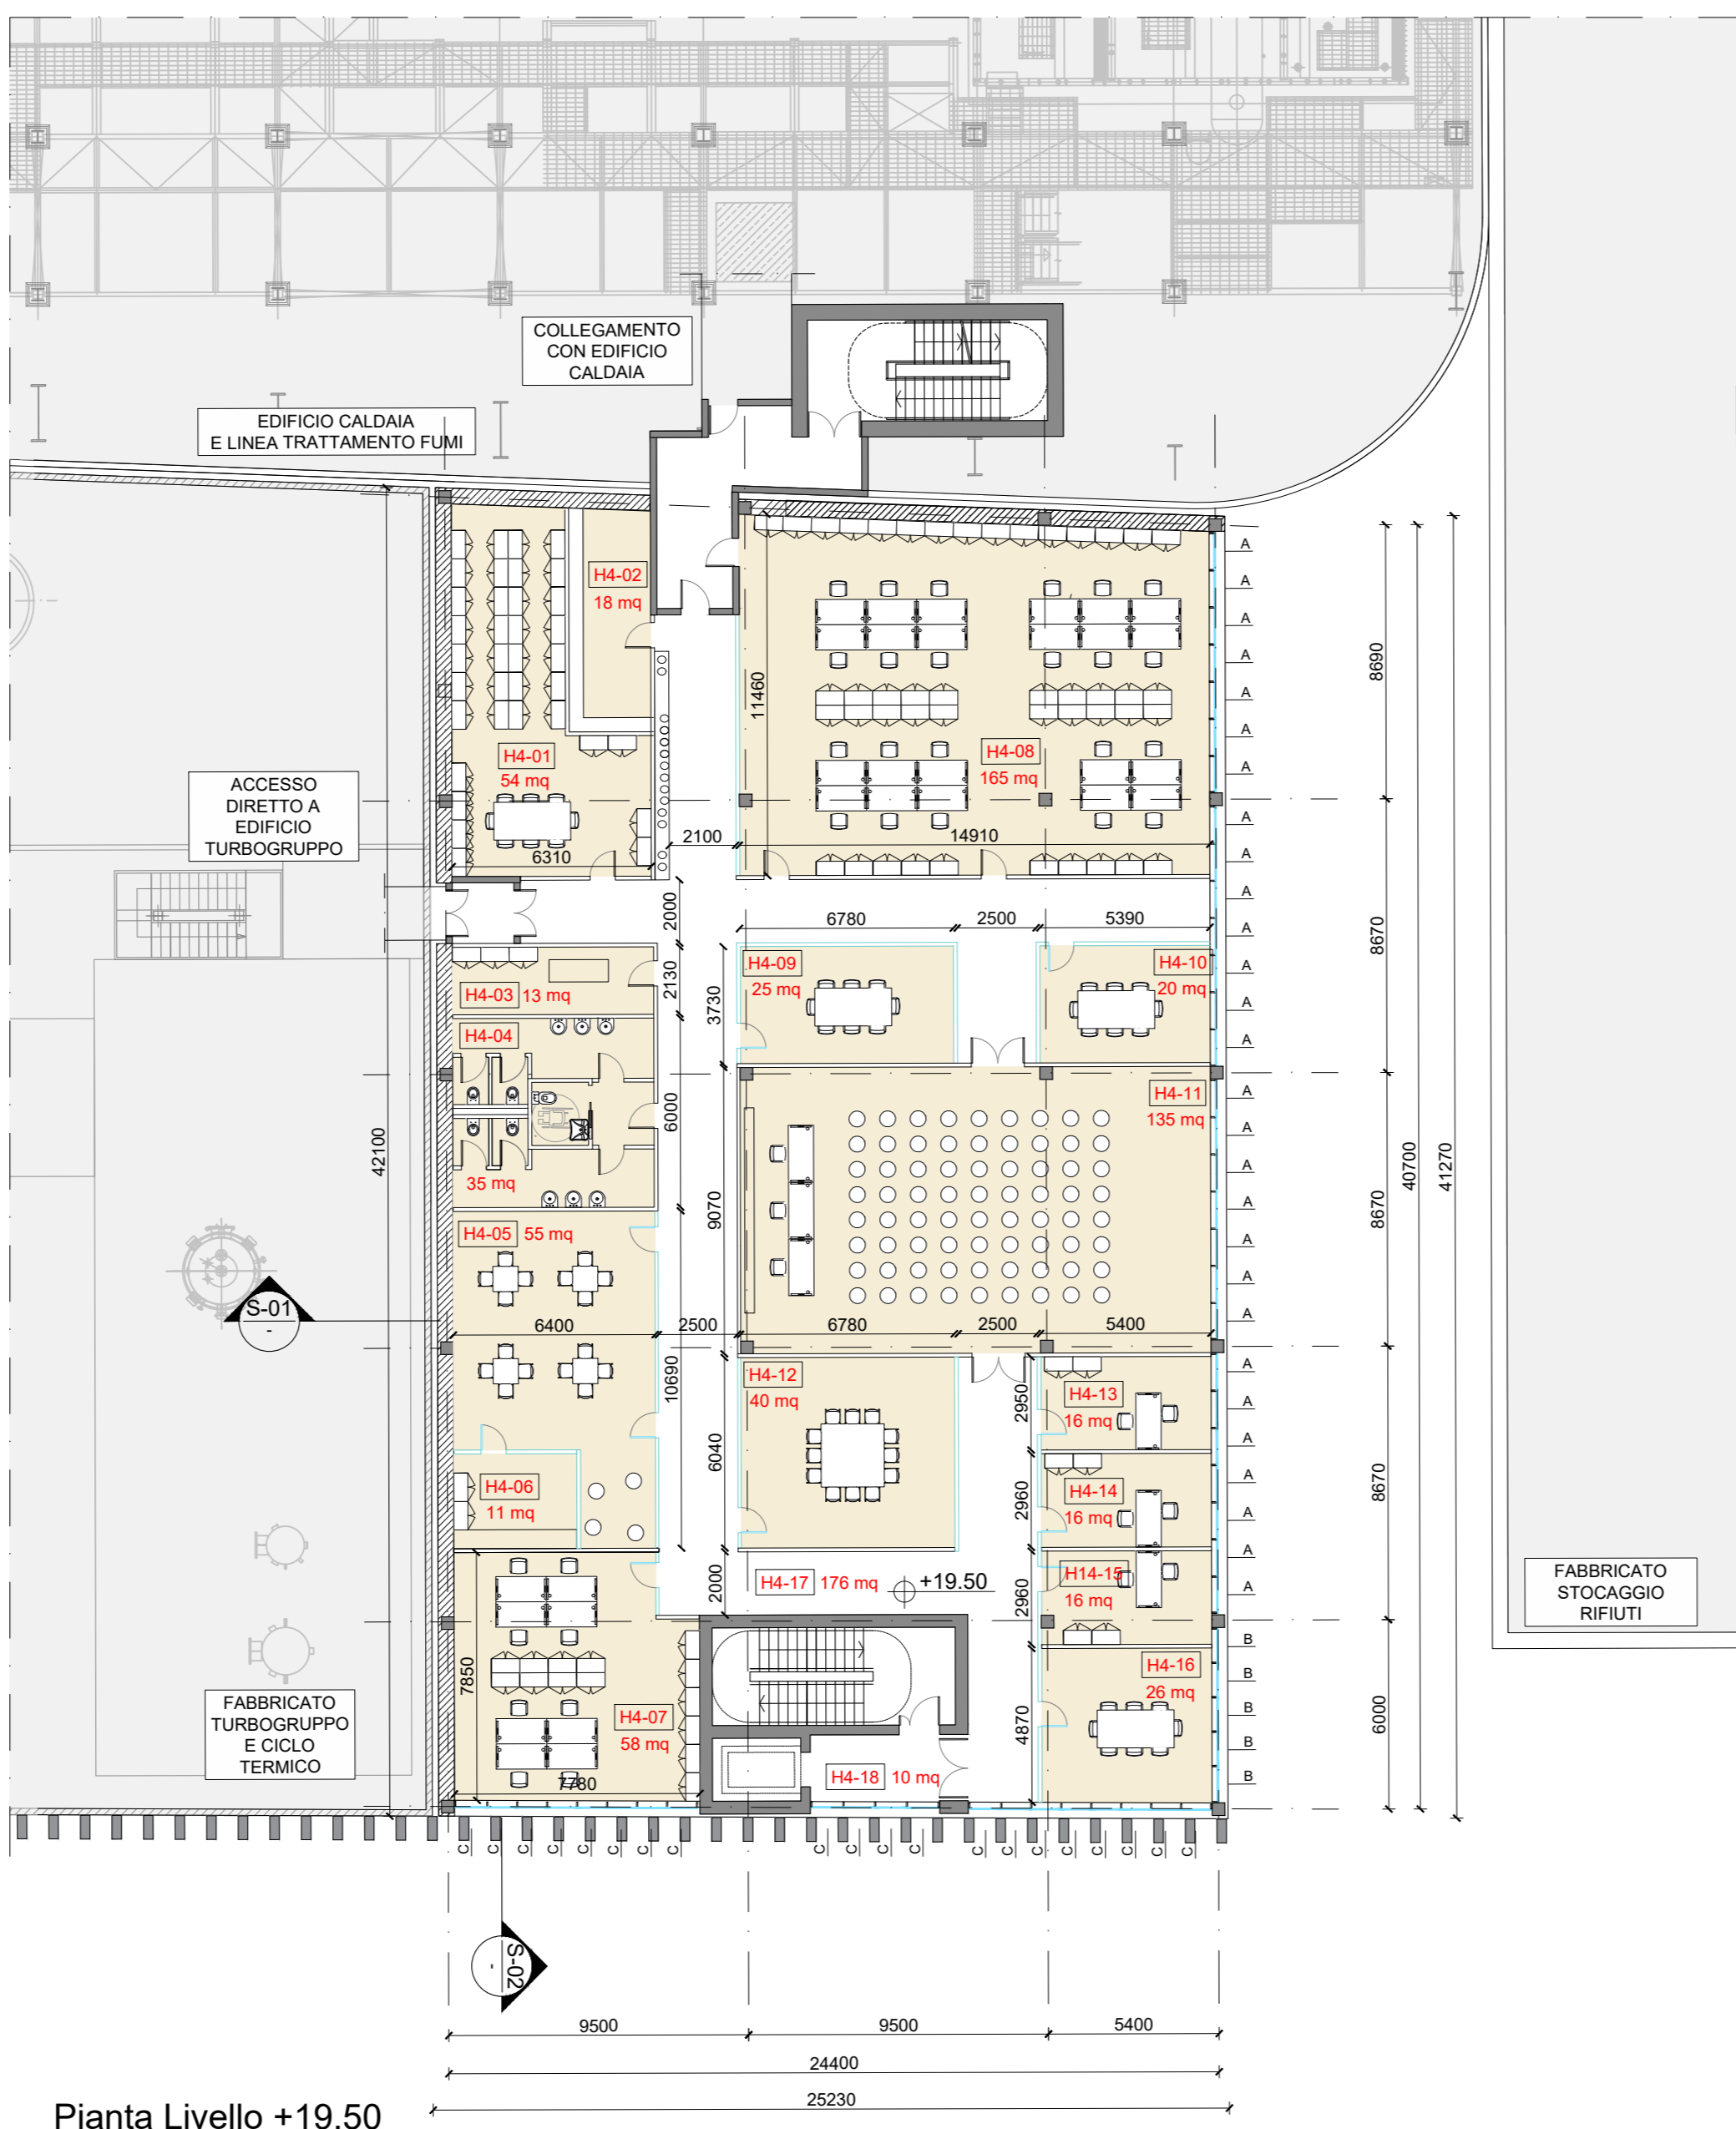 COLLEGAMENTO
CON EDIFICIO
CALDAIA
EDIFICIO CALDAIA
E LINEA TRATTAMENTO FUMI
H4-02
18 mq
A
A
A
A
A
A
A
8690
11460
H4-01
54 mq
H4-08
165 mq
ACCESSO
DIRETTO A
EDIFICIO
TURBOGRUPPO
6310
2100
14910
A
A
A
A
2000
6780
2500
5390
8670
H4-03 13 mq
2130
3730
H4-09
25 mq
H4-10
20 mq
A
A
A
H4-04
35 mq
6000
42100
H4-11
135 mq
A
A
A
A
A
A
A
9070
8670
40700
41270
H4-05 55 mq
S-01
-
6400
2500
6780
2500
5400
10690
H4-12
40 mq
6040
2950
H4-13
16 mq
A
A
A
A
A
A
A
8670
H4-06
11 mq
2960
H4-14
16 mq
H4-17 176 mq
+19.50
2000
2960
H14-15
16 mq
FABBRICATO
STOCAGGIO
RIFIUTI
7850
H4-07
58 mq
7780
H4-18 10 mq
4870
H4-16
26 mq
B
B
B
B
B
6000
FABBRICATO
TURBOGRUPPO
E CICLO
TERMICO
C C C C C C C C C C C C C C C C C C C
S-02
-
9500
9500
5400
24400
25230
Pianta Livello +19.50